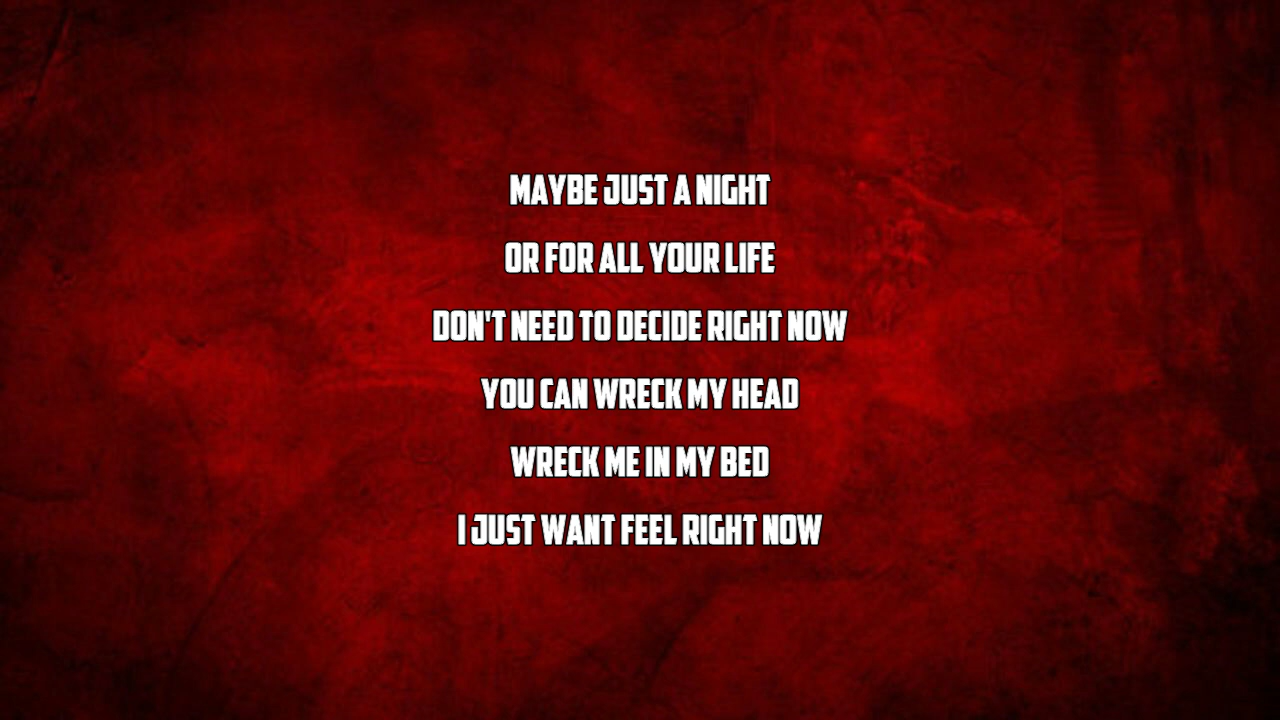 MAYBE JUST A NIGHT
OR FOR ALL YOUR LIFE
DON'T NEED TO DECIDE RIGHT NOW
YOU CAN WRECK MY HEAD
WRECK ME IN MY BED
I JUST WANT FEEL RIGHT NOW